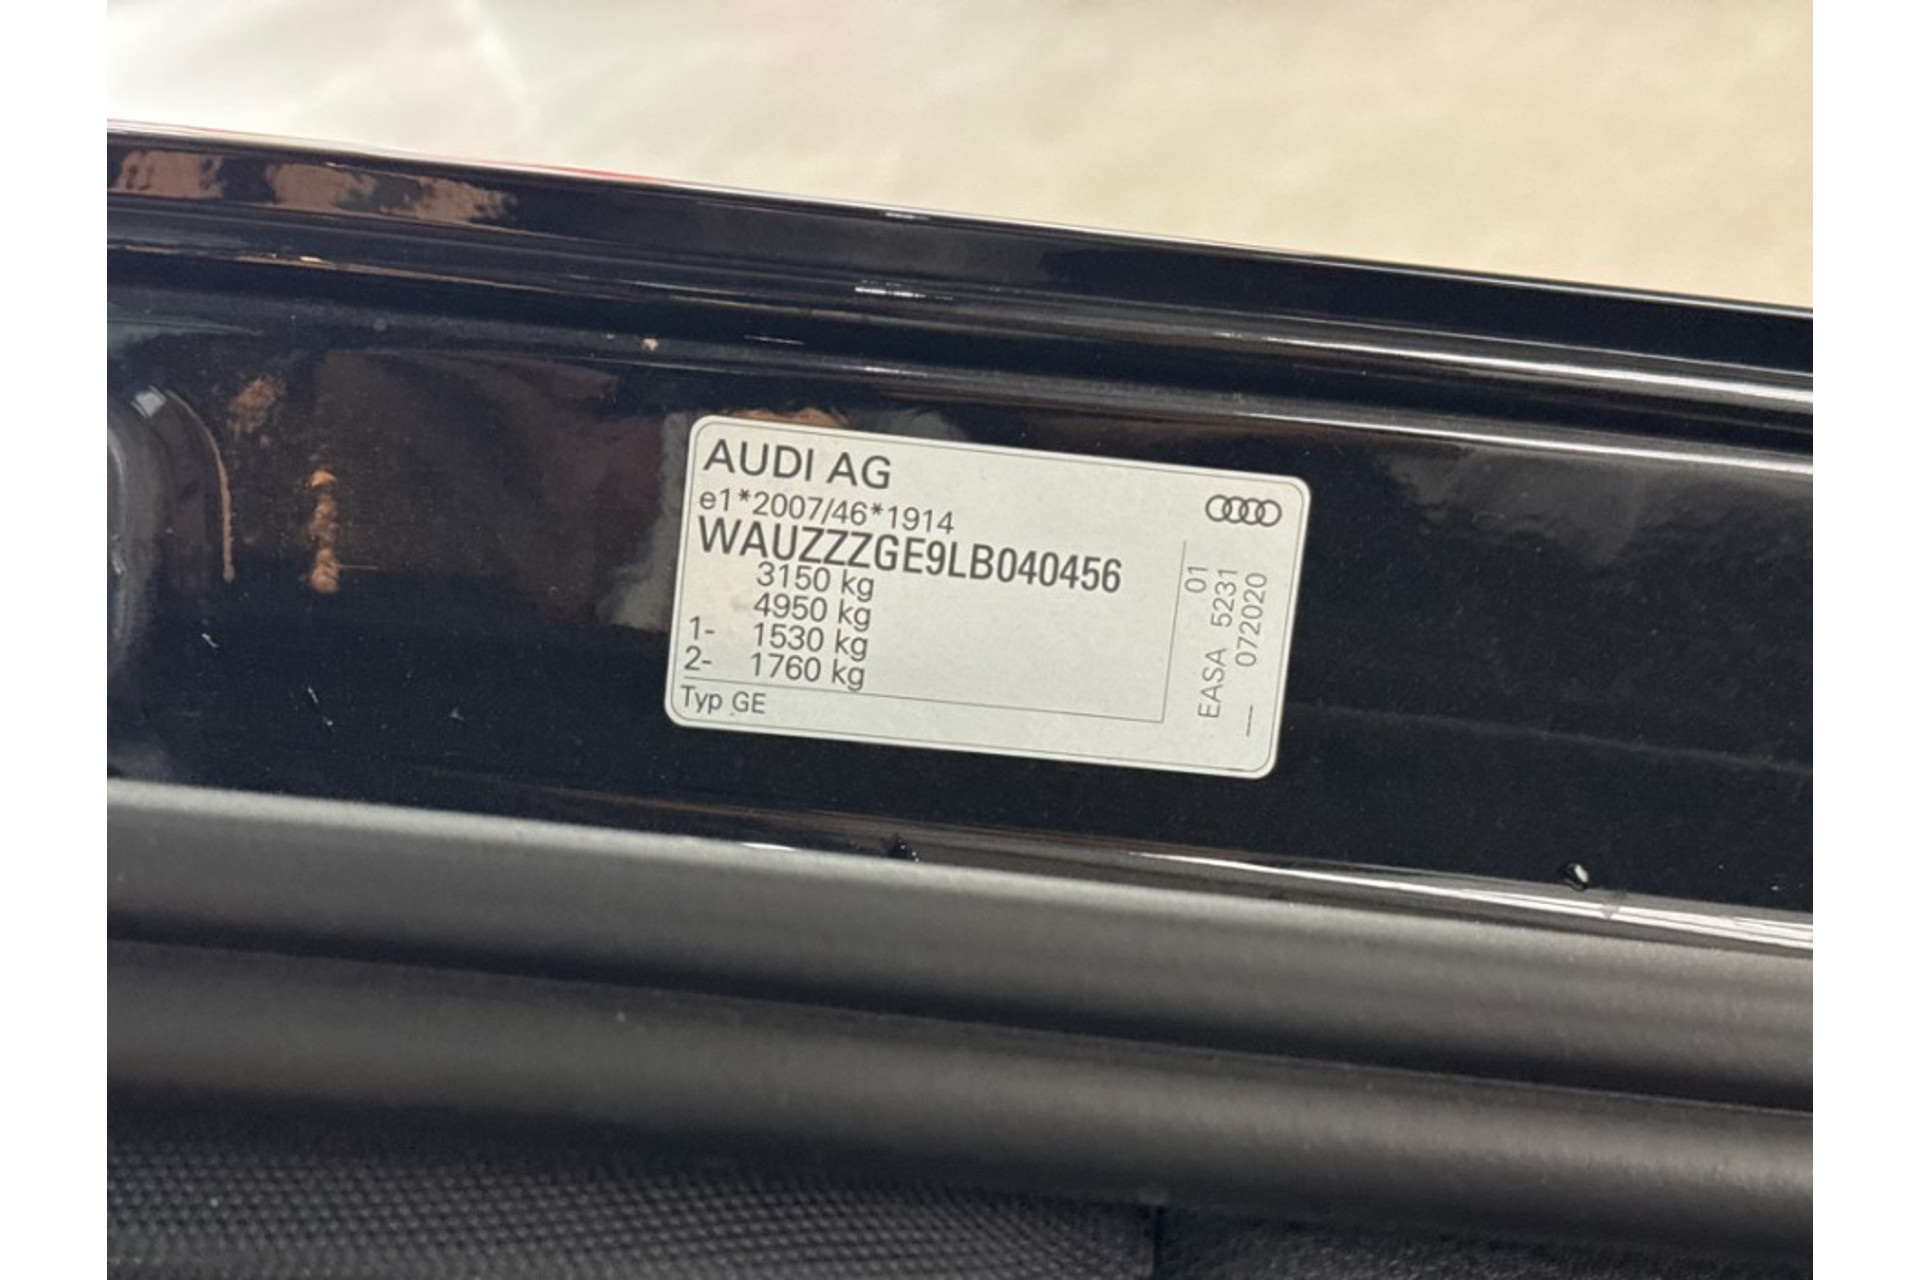 AUDI AG
e1*2007/46*1914
WAUZZZGE9LB040456
3150 kg
4950 kg
1- 1530 kg
2- 1760 kg
Typ GE
01
EASA 5231
— 072020